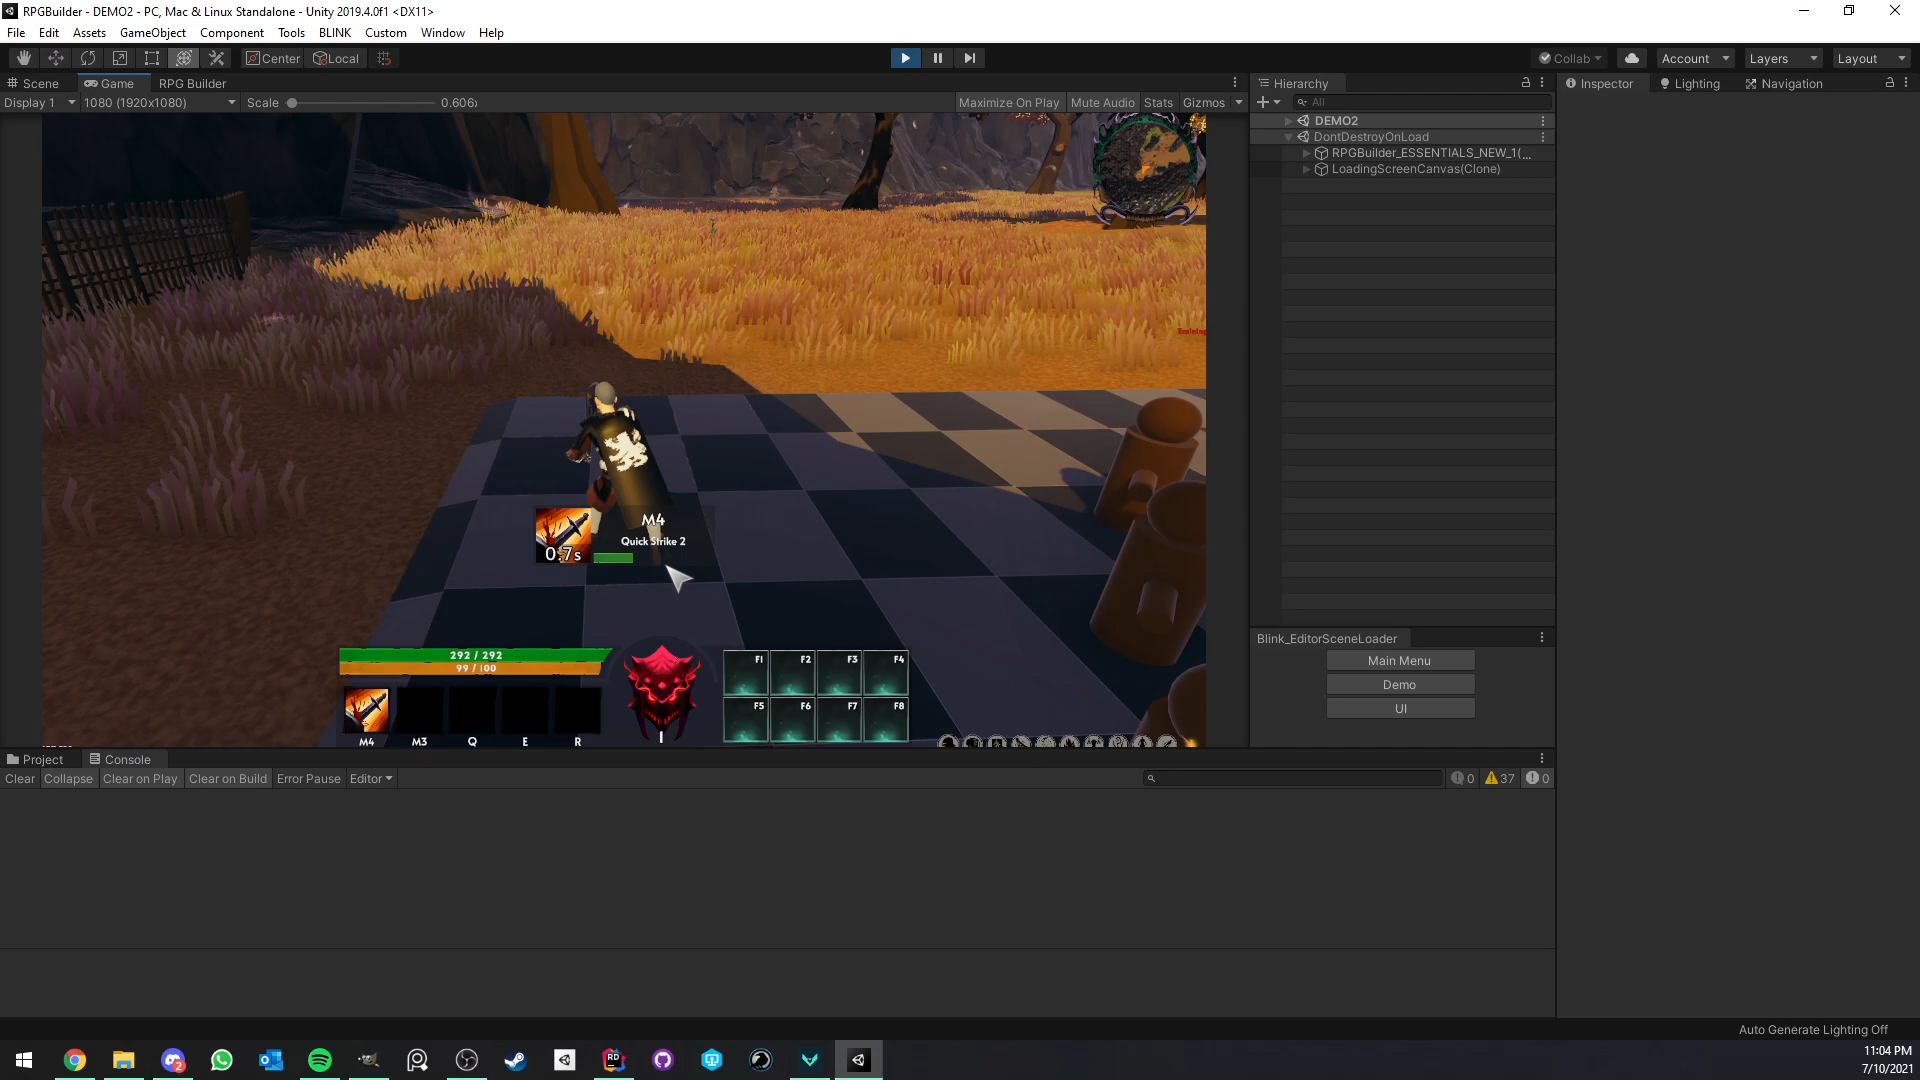 RPGBuilder - DEMO2 - PC, Mac & Linux Standalone - Unity 2019.4.0f1 <DX11>
File Edit Assets GameObject Component Tools BLINK Custom Window Help
Center Local
Collab Account Layers Layout
Scene Game RPG Builder
Display 1 1080 (1920x1080) Scale 0.606x
Maximize On Play Mute Audio Stats Gizmos
Hierarchy
All
DEMO2
DontDestroyOnLoad
RPGBuilder_ESSENTIALS_NEW_1(...
LoadingScreenCanvas(Clone)
Inspector Lighting Navigation
M4
Quick Strike 2
0.7s
292 / 292
99 / 100
M4 M3 Q E R
1
F1 F2 F3 F4
F5 F6 F7 F8
Blink_EditorSceneLoader
Main Menu
Demo
UI
Project Console
Clear Collapse Clear on Play Clear on Build Error Pause Editor
0 37 0
Auto Generate Lighting Off
2
RD
11:04 PM
7/10/2021